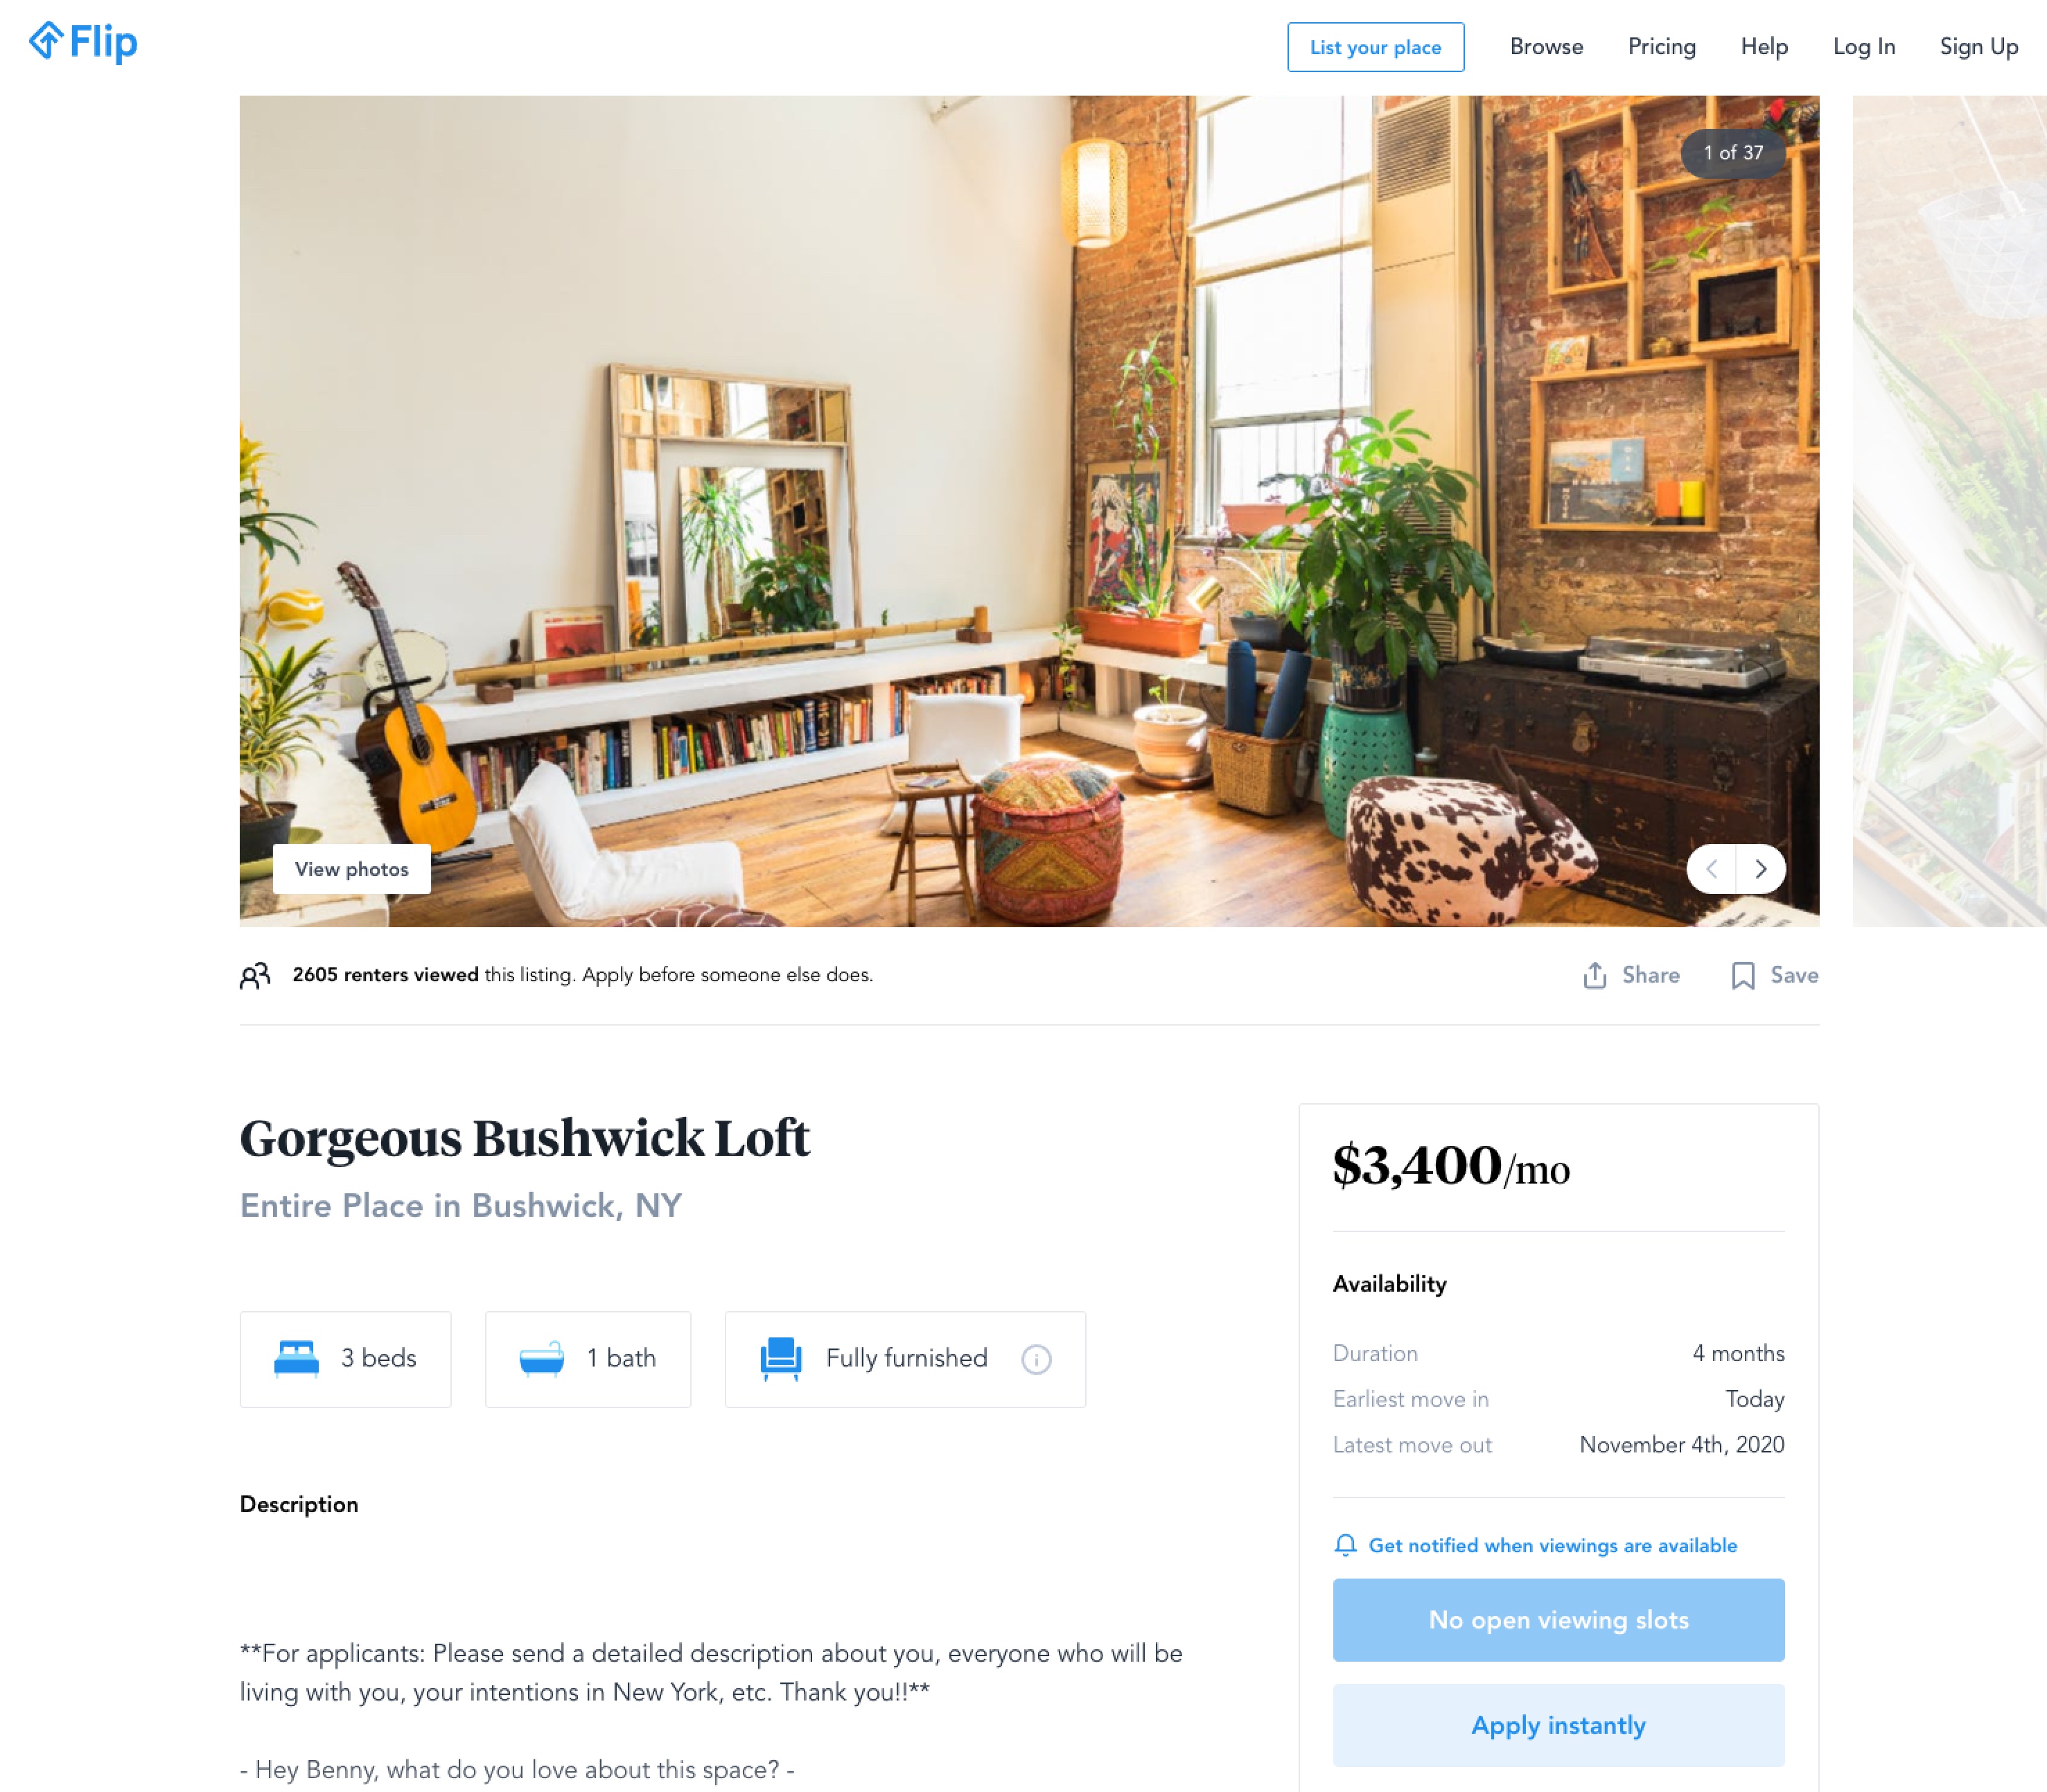 Flip
List your place
Browse
Pricing
Help
Log In
Sign Up
1 of 37
View photos
2605 renters viewed this listing. Apply before someone else does.
Share
Save
Gorgeous Bushwick Loft
Entire Place in Bushwick, NY
3 beds
1 bath
Fully furnished
Description
**For applicants: Please send a detailed description about you, everyone who will be
living with you, your intentions in New York, etc. Thank you!!**
- Hey Benny, what do you love about this space? -
$3,400/mo
Availability
Duration 4 months
Earliest move in Today
Latest move out November 4th, 2020
Get notified when viewings are available
No open viewing slots
Apply instantly